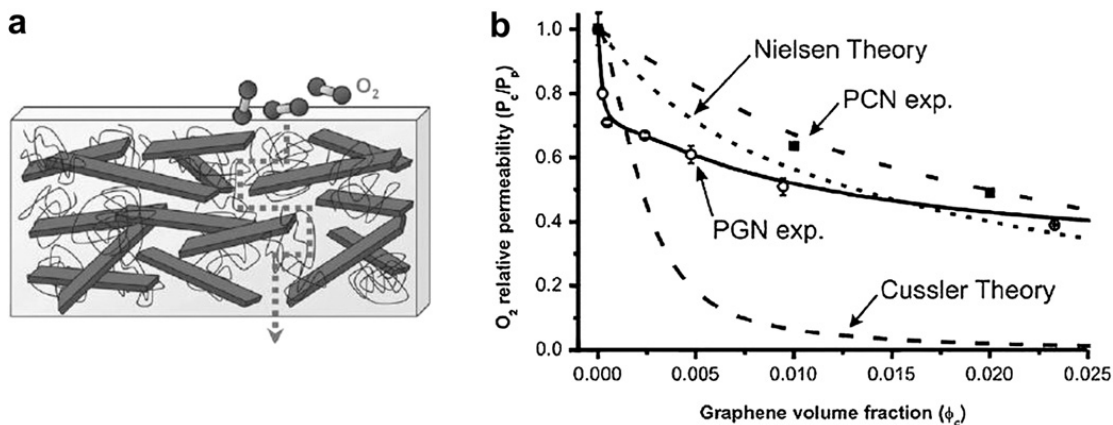 a
O₂
b
O₂ relative permeability (Pc/Pp)
1.0
0.8
0.6
0.4
0.2
0.0
Nielsen Theory
PCN exp.
PGN exp.
Cussler Theory
0.000 0.005 0.010 0.015 0.020 0.025
Graphene volume fraction (ϕc)